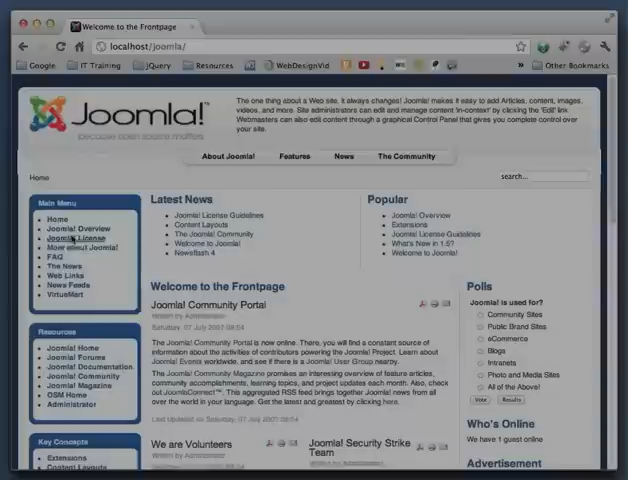 Welcome to the Frontpage
localhost/joomla/
Google
IT Training
jQuery
Resources
WebDesignVid
Other Bookmarks
Joomla!
because open source matters
The one thing about a Web site, it always changes! Joomla! makes it easy to add Articles, content, images,
videos, and more. Site administrators can edit and manage content 'in-context' by clicking the 'Edit' link
Webmasters can also edit content through a graphical Control Panel that gives you complete control over
your site.
About Joomla!
Features
News
The Community
Home
search...
Main Menu
Home
Joomla! Overview
Joomla! License
More about Joomla!
FAQ
The News
Web Links
News Feeds
VirtueMart
Latest News
Joomla! License Guidelines
Content Layouts
The Joomla! Community
Welcome to Joomla!
Newsflash 4
Popular
Joomla! Overview
Extensions
Joomla! License Guidelines
What's New in 1.5?
Welcome to Joomla!
Resources
Joomla! Home
Joomla! Forums
Joomla! Documentation
Joomla! Community
Joomla! Magazine
OSM Home
Administrator
Key Concepts
Extensions
Content Layouts
Welcome to the Frontpage
Joomla! Community Portal
Written by Administrator
Saturday, 07 July 2007 09:54
The Joomla! Community Portal is now online. There, you will find a constant source of
information about the activities of contributors powering the Joomla! Project. Learn about
Joomla! Events worldwide, and see if there is a Joomla! User Group nearby.
The Joomla! Community Magazine promises an interesting overview of feature articles,
community accomplishments, learning topics, and project updates each month. Also, check
out JoomlaConnect™. This aggregated RSS feed brings together Joomla! news from all
over the world in your language. Get the latest and greatest by clicking here.
Last Updated on Saturday, 07 July 2007 09:54
We are Volunteers
Written by Administrator
Joomla! Security Strike
Team
Written by Administrator
Polls
Joomla! is used for?
Community Sites
Public Brand Sites
eCommerce
Blogs
Intranets
Photo and Media Sites
All of the Above!
Vote
Results
Who's Online
We have 1 guest online
Advertisement